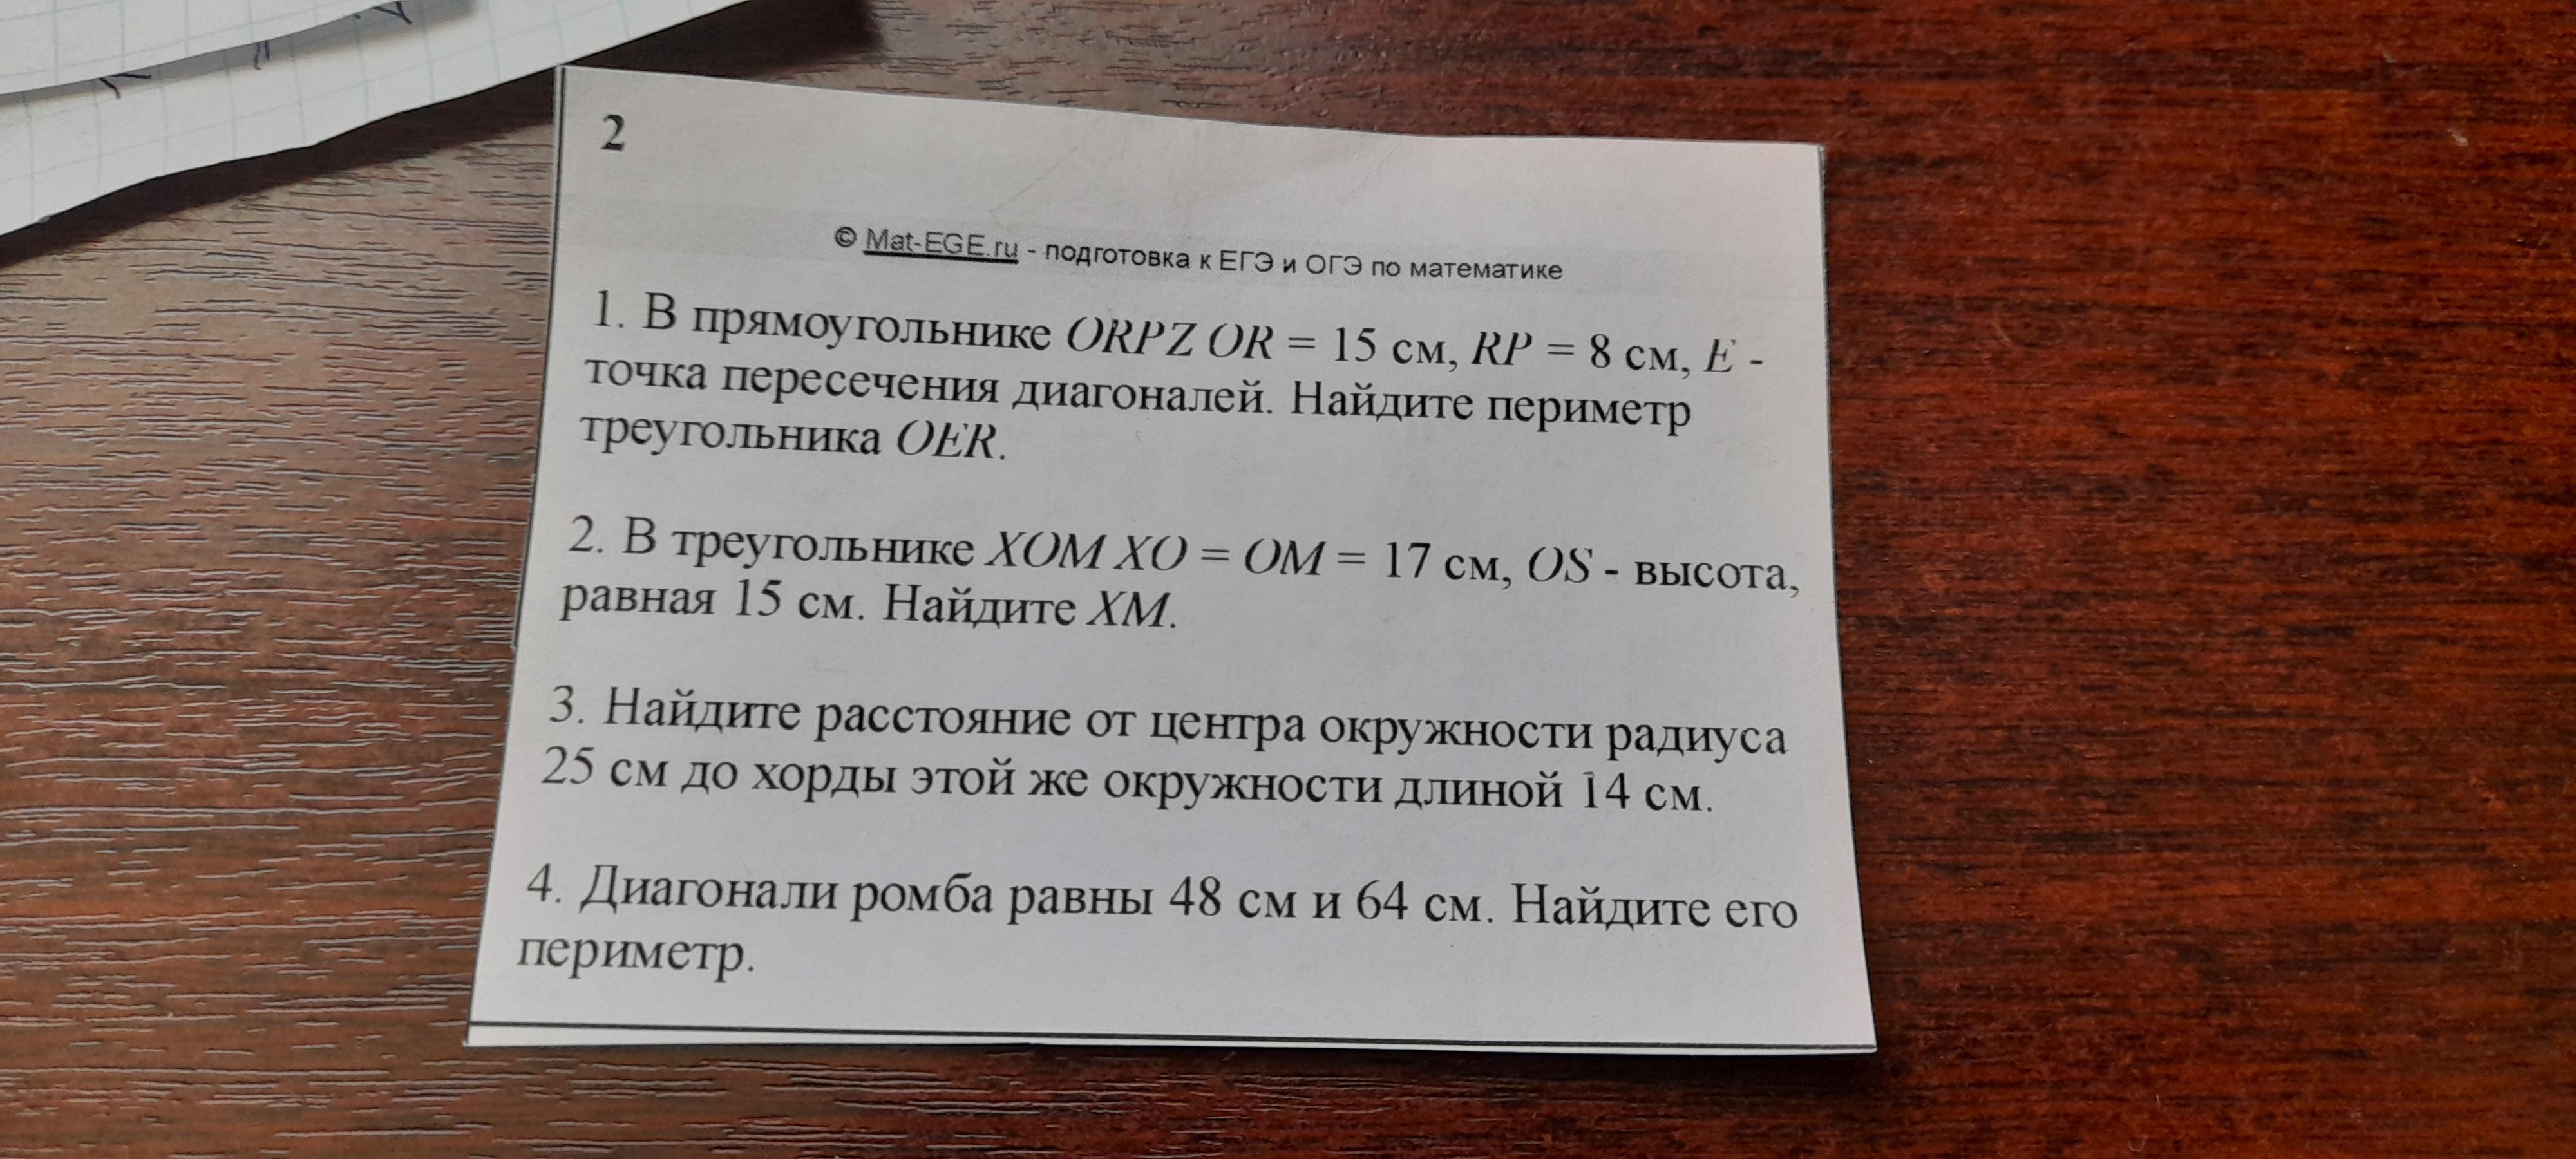 2
© Mat-EGE.ru - подготовка к ЕГЭ и ОГЭ по математике
1. В прямоугольнике ORPZ OR = 15 см, RP = 8 см, E -
точка пересечения диагоналей. Найдите периметр
треугольника OER.
2. В треугольнике XOM XO = OM = 17 см, OS - высота,
равная 15 см. Найдите XM.
3. Найдите расстояние от центра окружности радиуса
25 см до хорды этой же окружности длиной 14 см.
4. Диагонали ромба равны 48 см и 64 см. Найдите его
периметр.